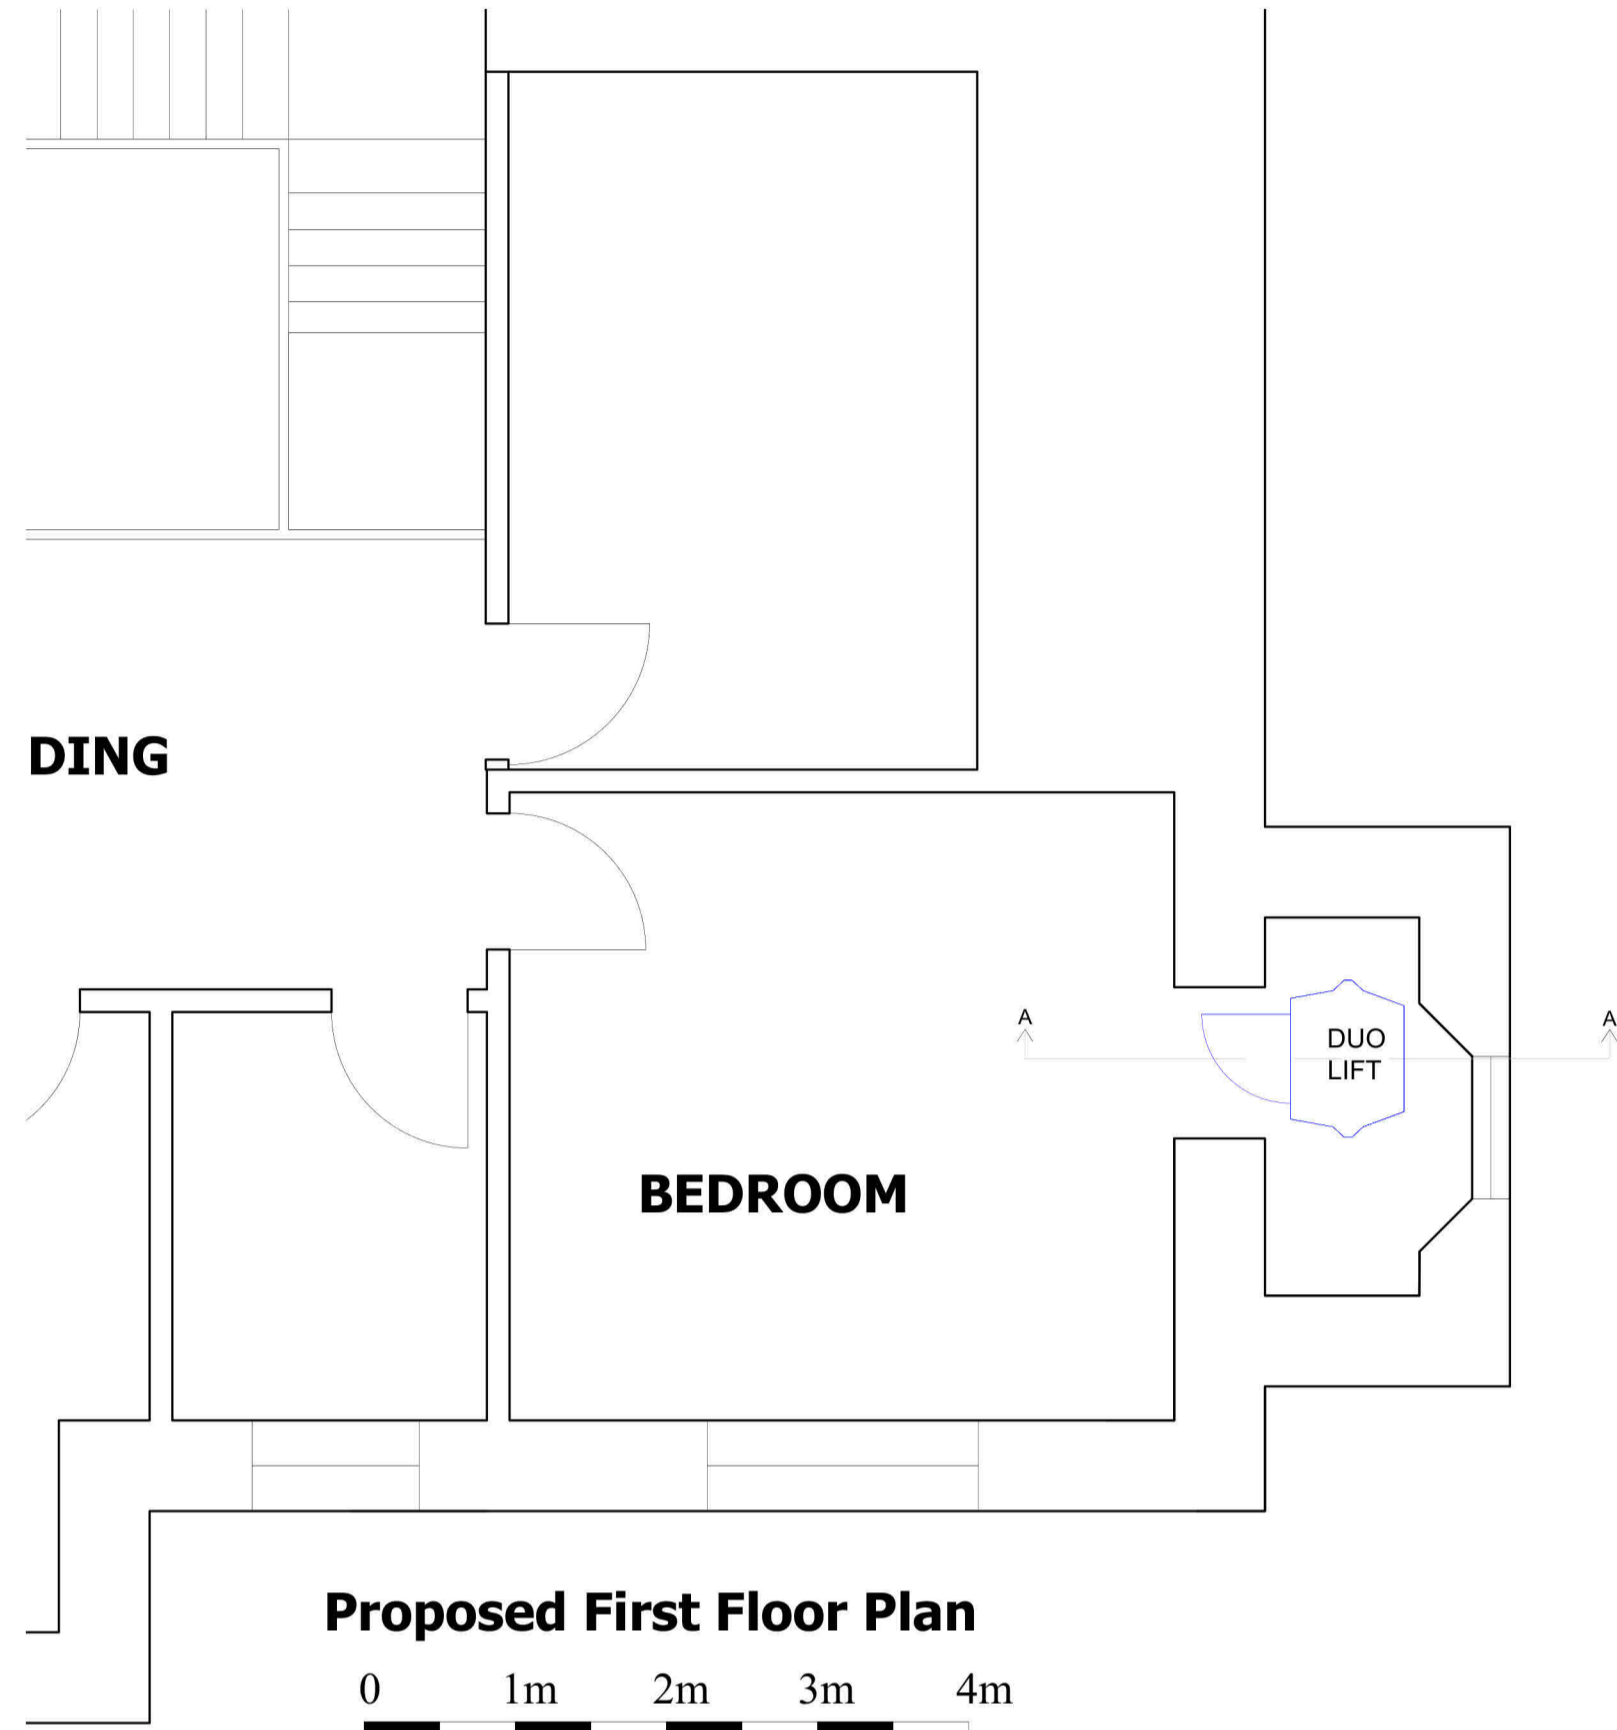 DING
A
DUO
LIFT
A
BEDROOM
Proposed First Floor Plan
0 1m 2m 3m 4m